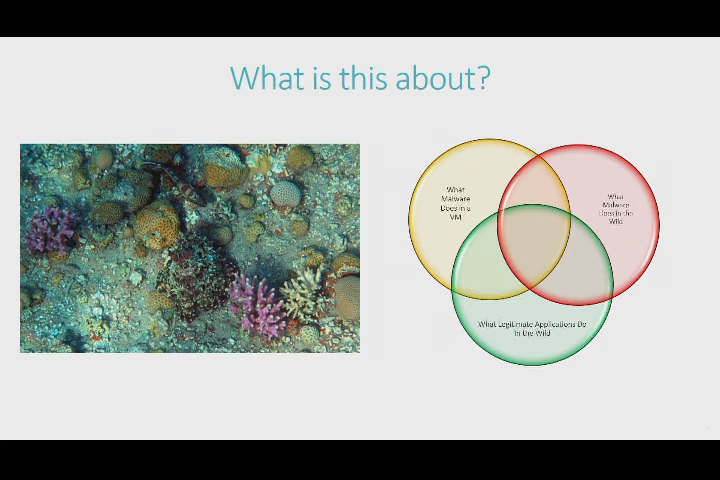 What is this about?
What
Malware
Does in a
VM
What
Malware
Does in the
Wild
What Legitimate Applications Do
In the Wild